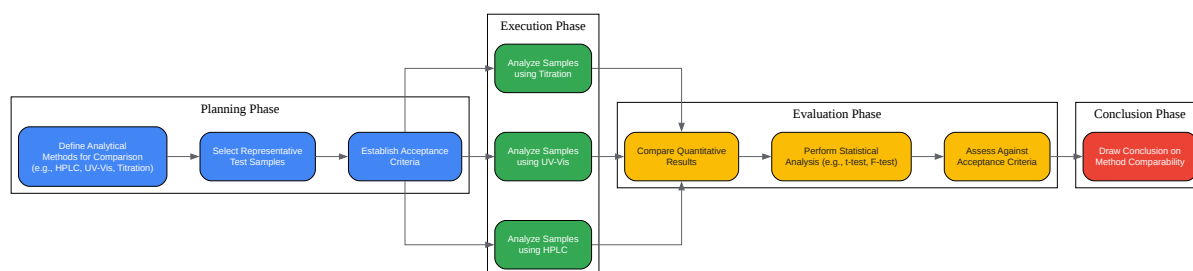 Execution Phase
Analyze Samples
using Titration
Planning Phase
Define Analytical
Methods for Comparison
(e.g., HPLC, UV-Vis, Titration)
Select Representative
Test Samples
Establish Acceptance
Criteria
Analyze Samples
using UV-Vis
Analyze Samples
using HPLC
Evaluation Phase
Compare Quantitative
Results
Perform Statistical
Analysis (e.g., t-test, F-test)
Assess Against
Acceptance Criteria
Conclusion Phase
Draw Conclusion on
Method Comparability